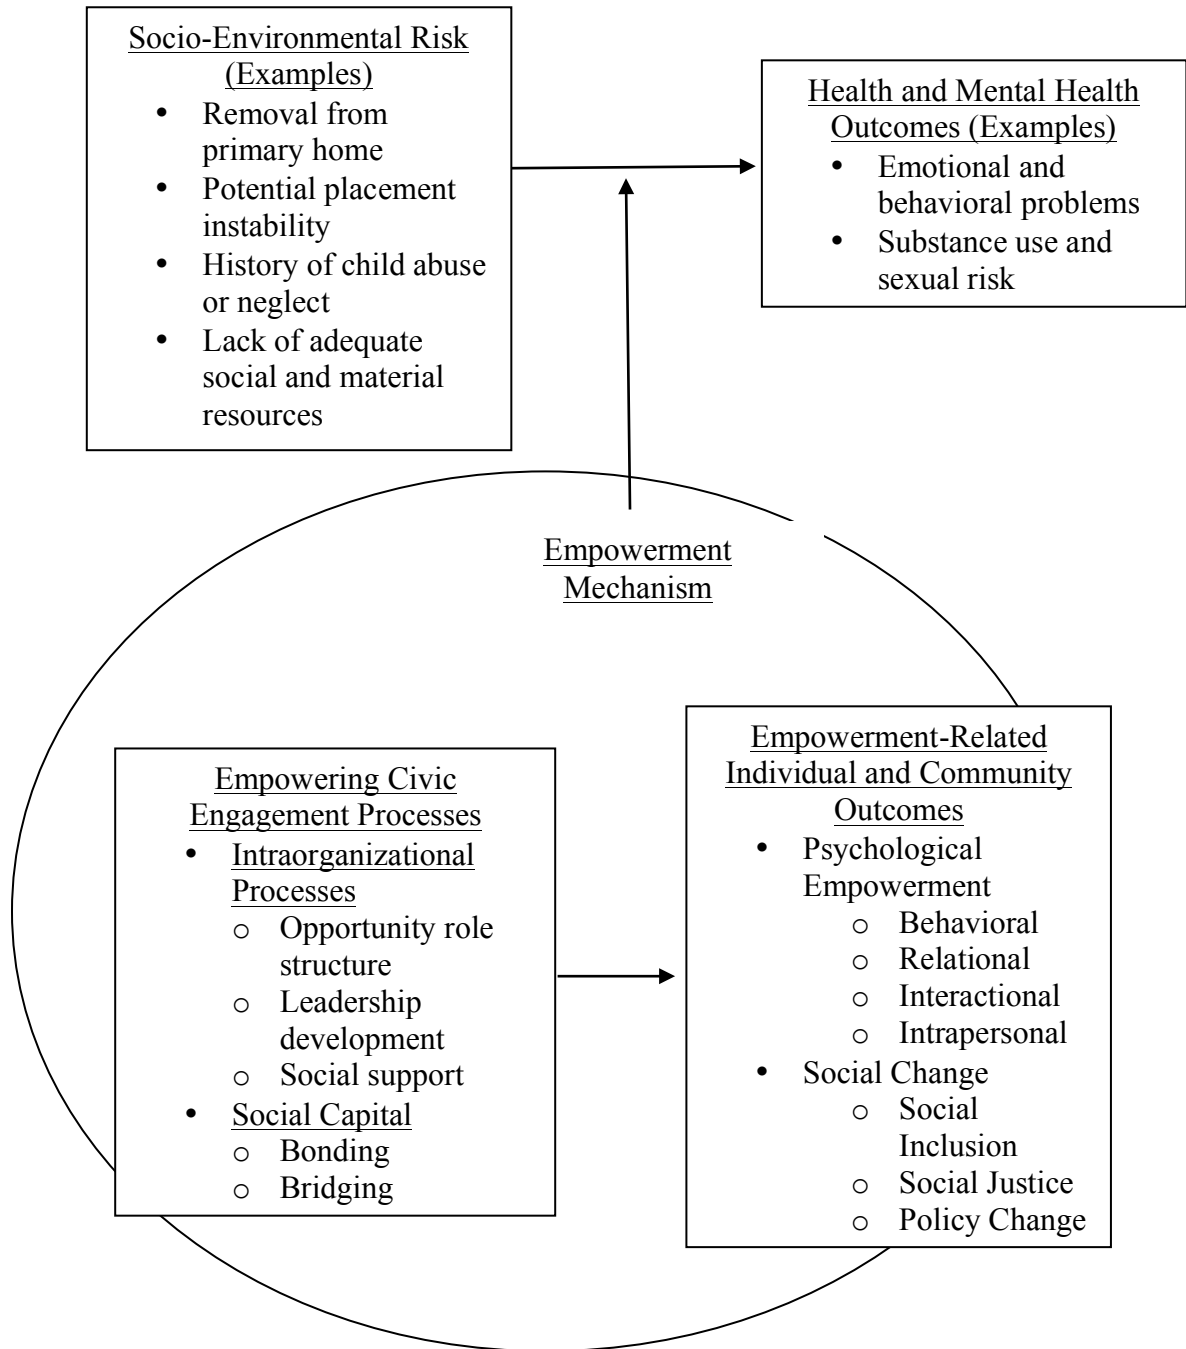 Socio-Environmental Risk
(Examples)
• Removal from
primary home
• Potential placement
instability
• History of child abuse
or neglect
• Lack of adequate
social and material
resources
Health and Mental Health
Outcomes (Examples)
• Emotional and
behavioral problems
• Substance use and
sexual risk
Empowerment
Mechanism
Empowering Civic
Engagement Processes
• Intraorganizational
Processes
o Opportunity role
structure
o Leadership
development
o Social support
• Social Capital
o Bonding
o Bridging
Empowerment-Related
Individual and Community
Outcomes
• Psychological
Empowerment
o Behavioral
o Relational
o Interactional
o Intrapersonal
• Social Change
o Social
Inclusion
o Social Justice
o Policy Change